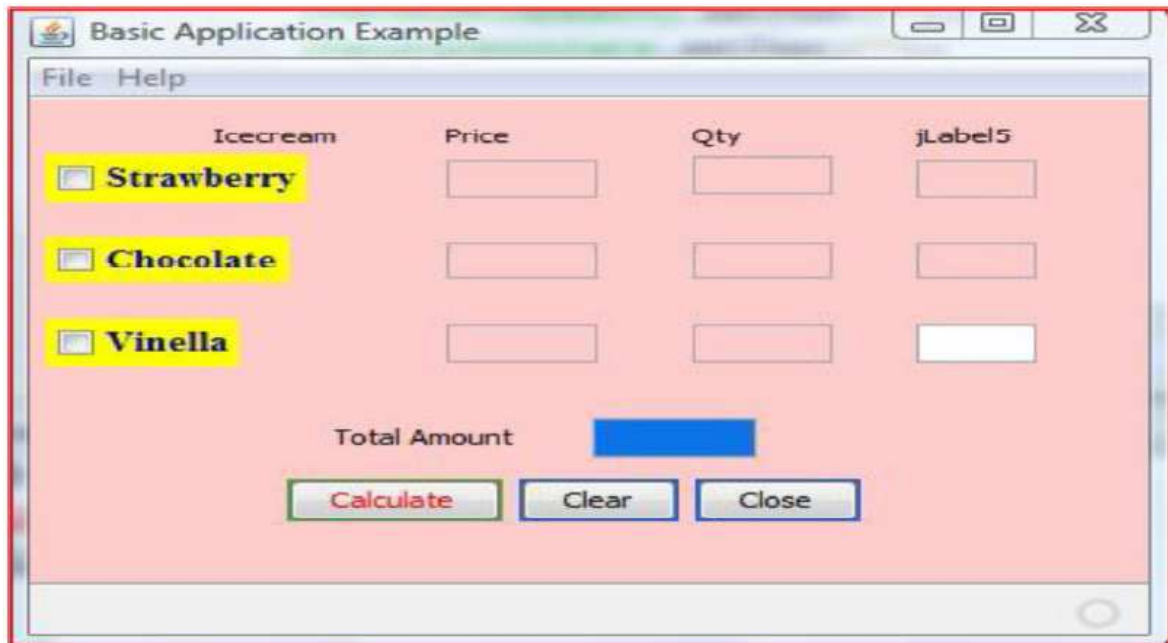 Basic Application Example
File Help
Icecream Price Qty jLabel5
Strawberry
Chocolate
Vinella
Total Amount
Calculate Clear Close